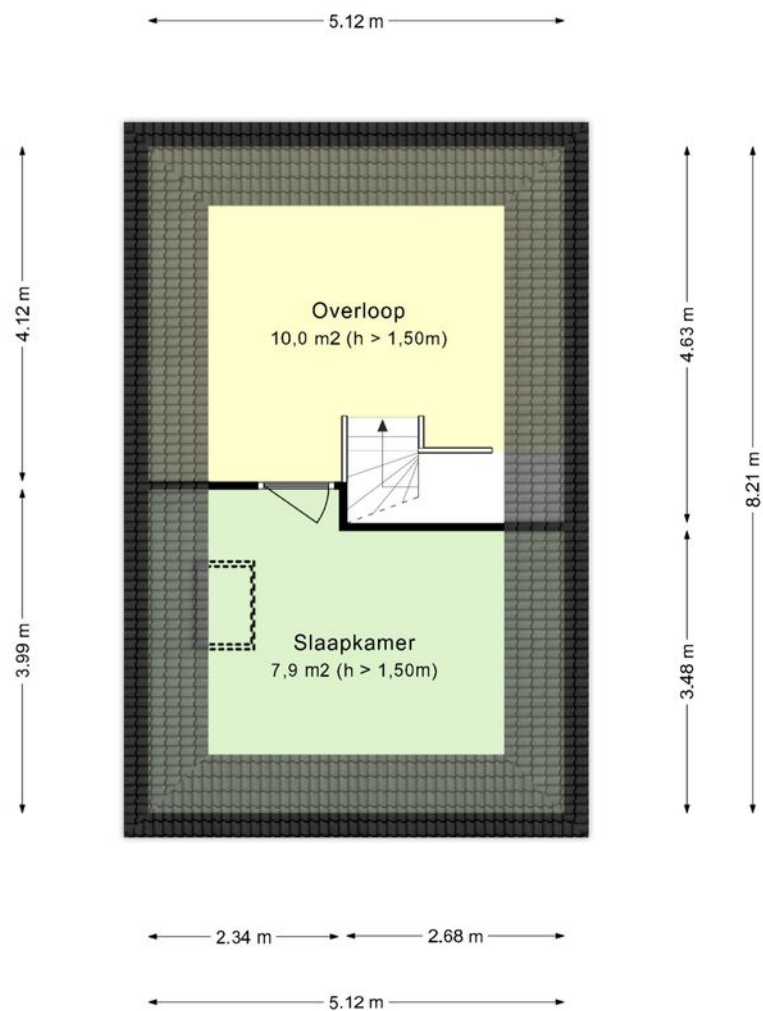 5.12 m
4.12 m
4.63 m
Overloop
10,0 m2 (h > 1,50m)
8.21 m
3.99 m
3.48 m
Slaapkamer
7,9 m2 (h > 1,50m)
2.34 m
2.68 m
5.12 m